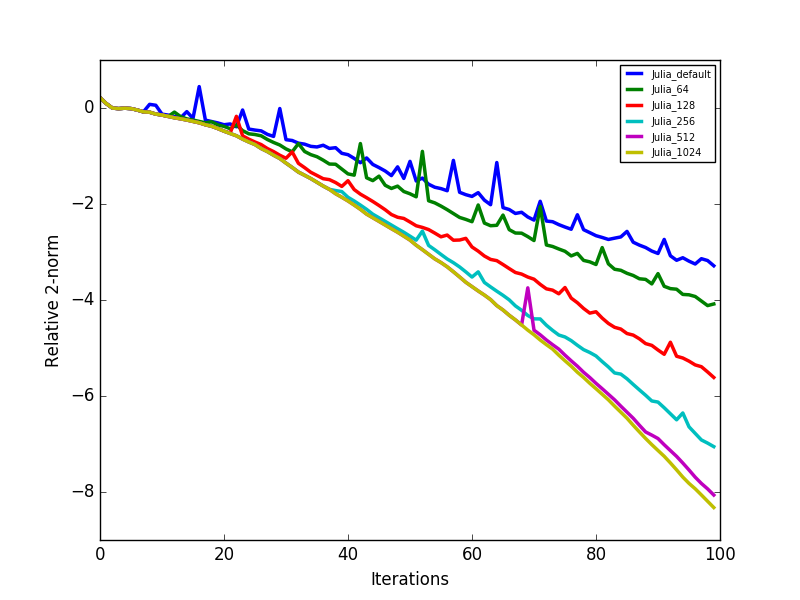 Julia_default
Julia_64
Julia_128
Julia_256
Julia_512
Julia_1024
0
−2
−4
−6
−8
Relative 2-norm
0 20 40 60 80 100
Iterations